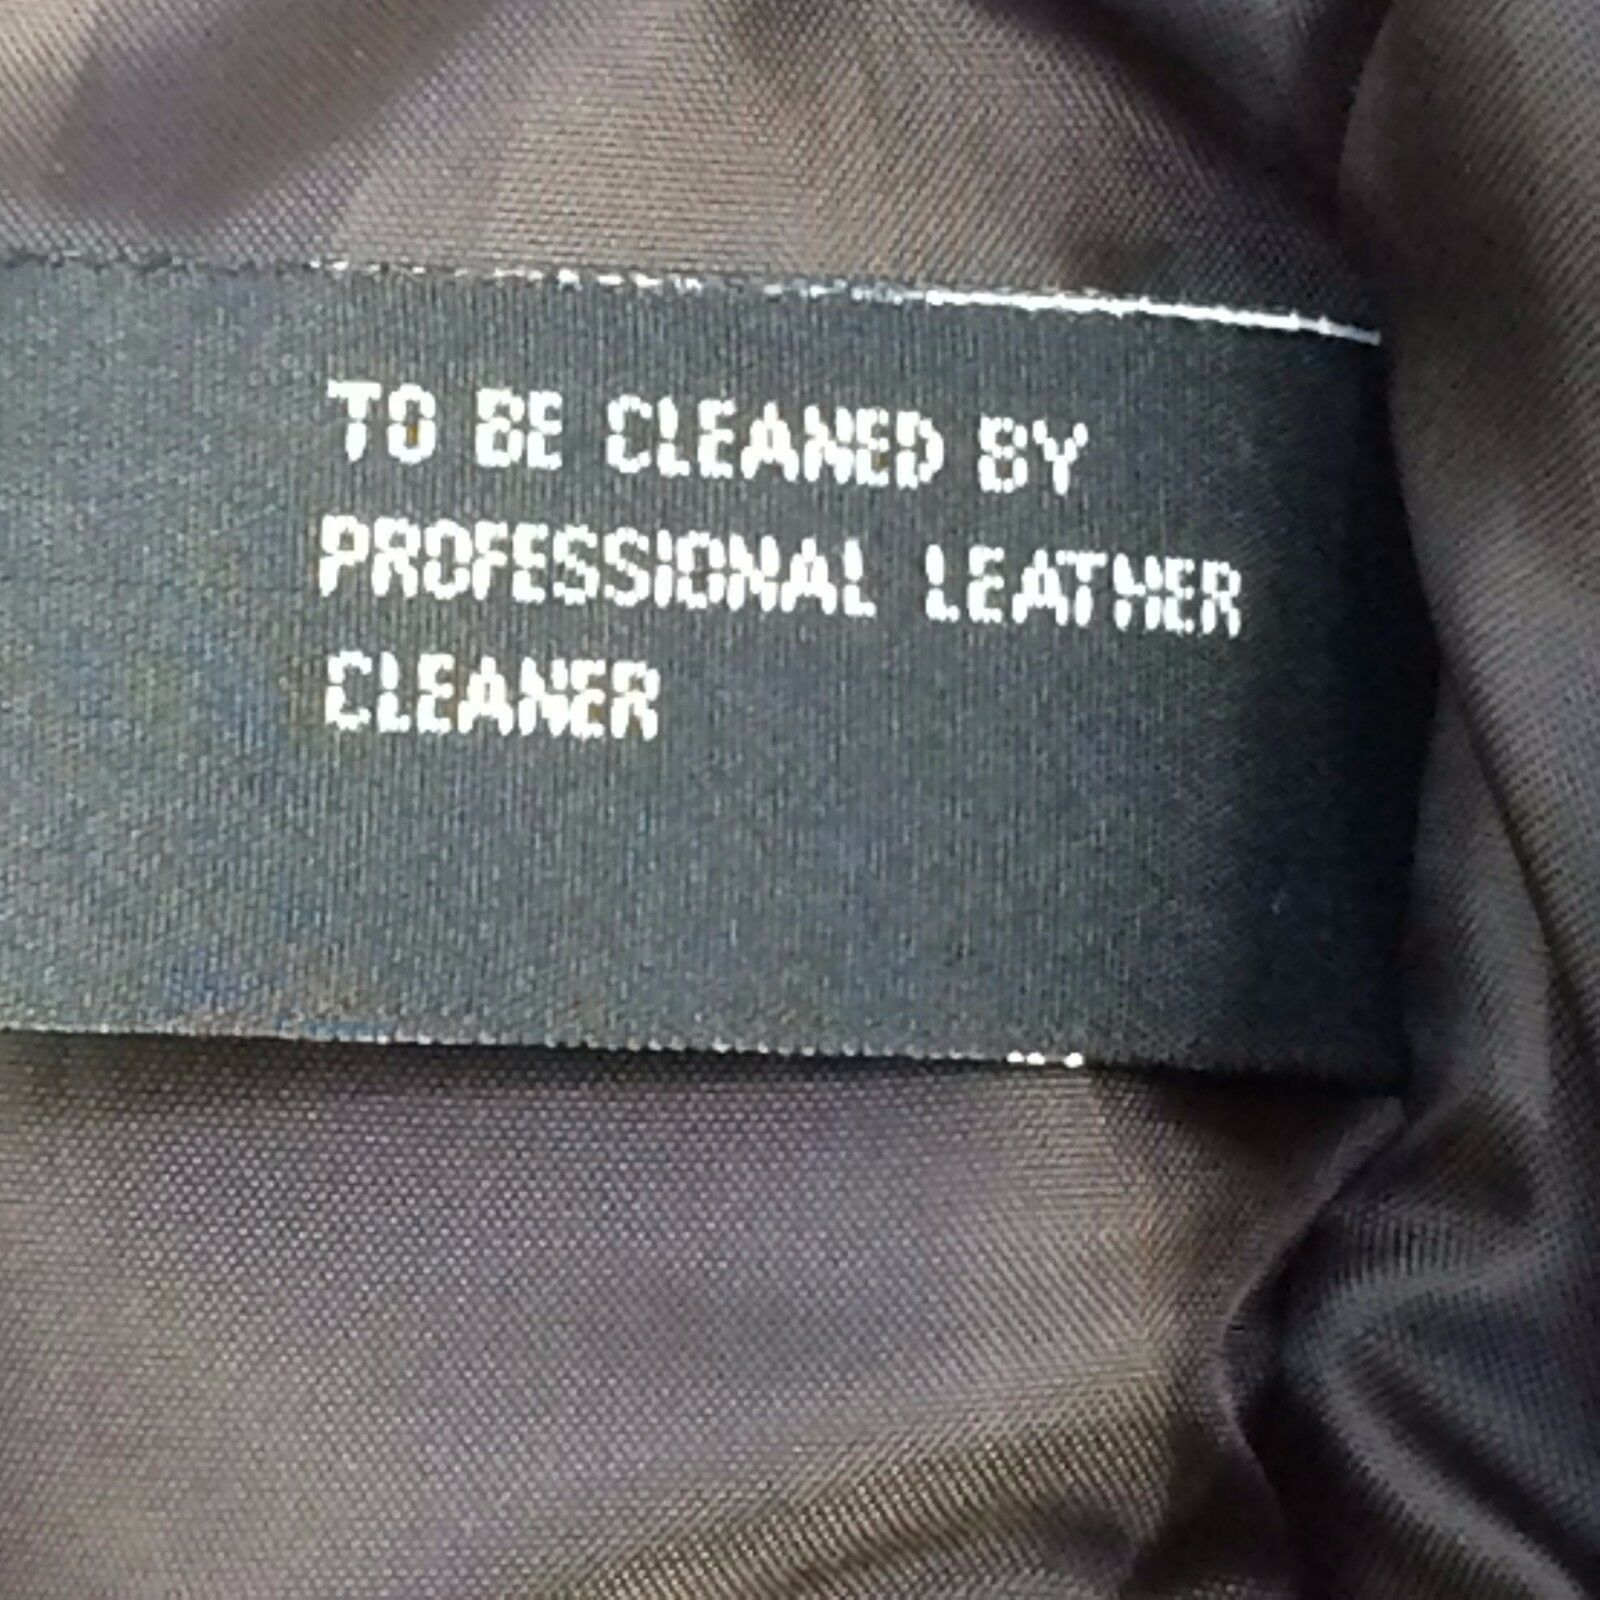 TO BE CLEANED BY
PROFESSIONAL LEATHER
CLEANER